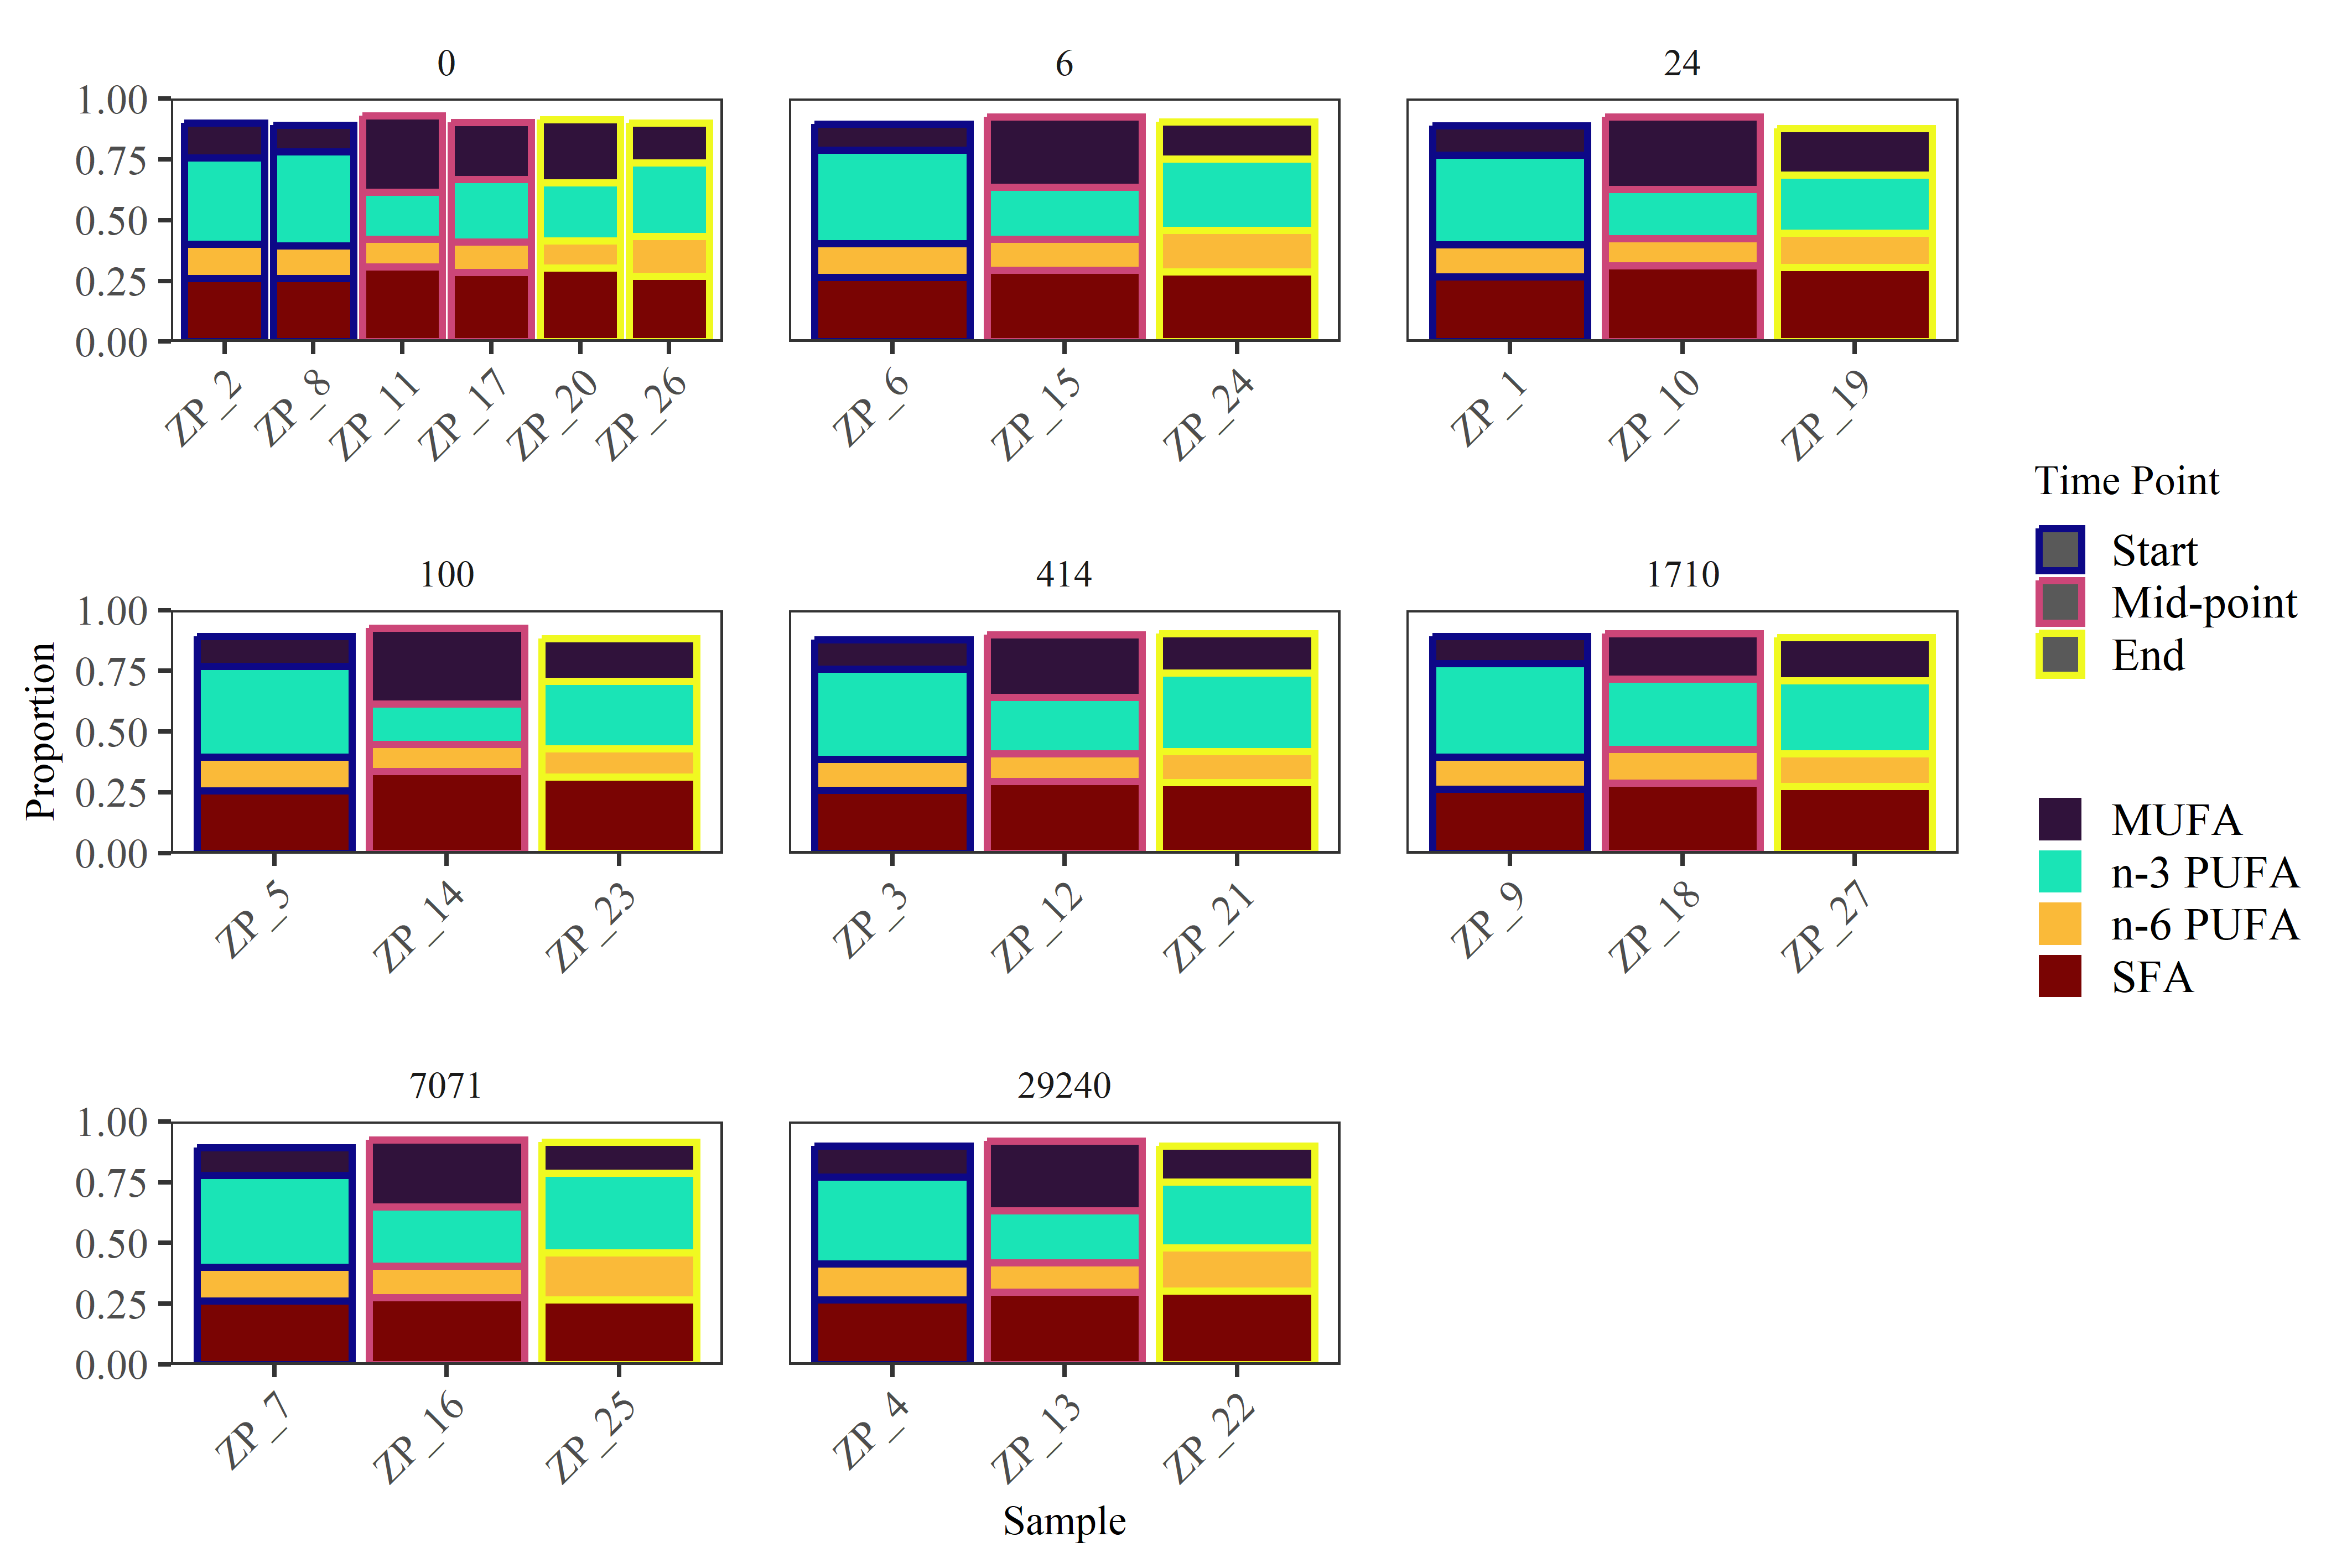 0
6
24
1.00
0.75
0.50
0.25
0.00
ZP_2
ZP_8
ZP_11
ZP_17
ZP_20
ZP_26
ZP_6
ZP_15
ZP_24
ZP_1
ZP_10
ZP_19
100
414
1710
1.00
0.75
0.50
0.25
0.00
ZP_5
ZP_14
ZP_23
ZP_3
ZP_12
ZP_21
ZP_9
ZP_18
ZP_27
7071
29240
1.00
0.75
0.50
0.25
0.00
ZP_7
ZP_16
ZP_25
ZP_4
ZP_13
ZP_22
Proportion
Sample
Time Point
Start
Mid-point
End
MUFA
n-3 PUFA
n-6 PUFA
SFA